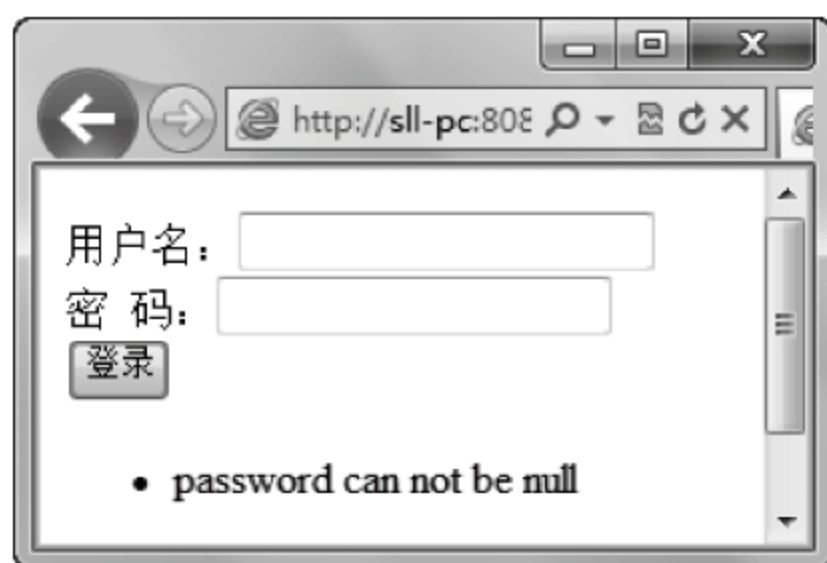 http://sll-pc:808
用户名：
密 码：
登录
• password can not be null